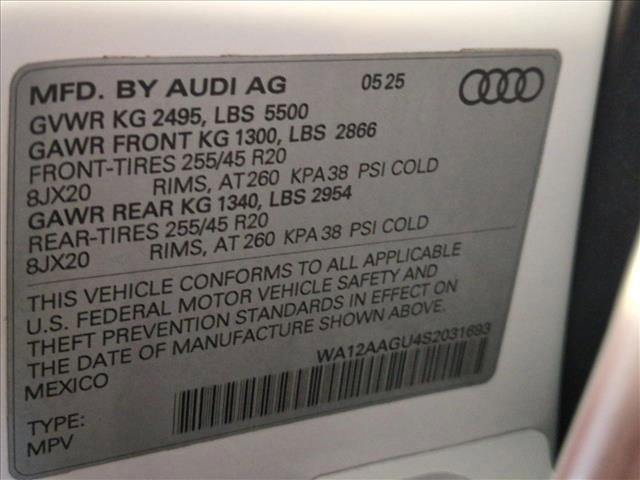 MFD. BY AUDI AG 05 25
GVWR KG 2495, LBS 5500
GAWR FRONT KG 1300, LBS 2866
FRONT-TIRES 255/45 R20
8JX20 RIMS, AT 260 KPA 38 PSI COLD
GAWR REAR KG 1340, LBS 2954
REAR-TIRES 255/45 R20
8JX20 RIMS, AT 260 KPA 38 PSI COLD
THIS VEHICLE CONFORMS TO ALL APPLICABLE
U.S. FEDERAL MOTOR VEHICLE SAFETY AND
THEFT PREVENTION STANDARDS IN EFFECT ON
THE DATE OF MANUFACTURE SHOWN ABOVE.
MEXICO WA12AAGU4S2031693
TYPE:
MPV